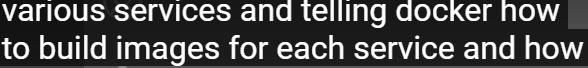 various services and telling docker how
to build images for each service and how